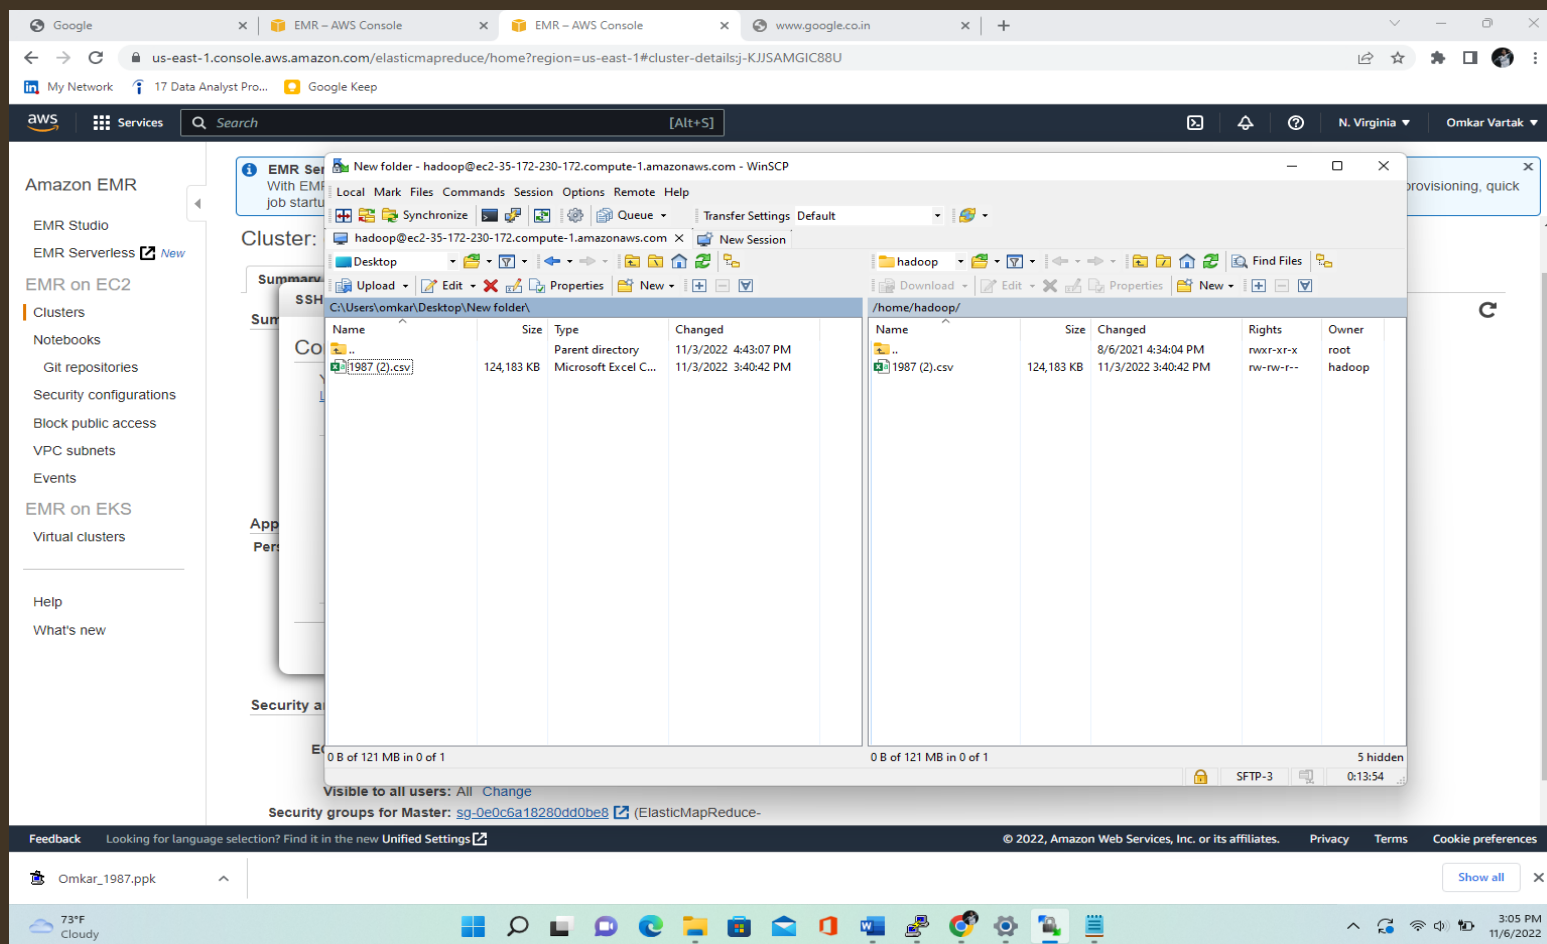 Google
EMR – AWS Console
EMR – AWS Console
www.google.co.in
us-east-1.console.aws.amazon.com/elasticmapreduce/home?region=us-east-1#cluster-details:j-KJJSAMGIC88U
My Network
17 Data Analyst Pro...
Google Keep
aws
Services
Search
[Alt+S]
N. Virginia
Omkar Vartak
Amazon EMR
EMR Studio
EMR Serverless New
EMR on EC2
Clusters
Notebooks
Git repositories
Security configurations
Block public access
VPC subnets
Events
EMR on EKS
Virtual clusters
Help
What's new
EMR Ser
With EM
job startu
provisioning, quick
Cluster:
Summary
SSH
Sum
Co
App
Pers
Security a
New folder - hadoop@ec2-35-172-230-172.compute-1.amazonaws.com - WinSCP
Local Mark Files Commands Session Options Remote Help
Synchronize
Queue
Transfer Settings Default
hadoop@ec2-35-172-230-172.compute-1.amazonaws.com
New Session
Desktop
hadoop
Find Files
Upload Edit Properties New
Download Edit Properties New
C:\Users\omkar\Desktop\New folder\
/home/hadoop/
Name Size Type Changed
.. Parent directory 11/3/2022 4:43:07 PM
1987 (2).csv 124,183 KB Microsoft Excel C... 11/3/2022 3:40:42 PM
Name Size Changed Rights Owner
.. 8/6/2021 4:34:04 PM rwxr-xr-x root
1987 (2).csv 124,183 KB 11/3/2022 3:40:42 PM rw-rw-r-- hadoop
0 B of 121 MB in 0 of 1
0 B of 121 MB in 0 of 1
5 hidden
SFTP-3
0:13:54
Visible to all users: All Change
Security groups for Master: sg-0e0c6a18280dd0be8 (ElasticMapReduce-
Feedback
Looking for language selection? Find it in the new Unified Settings
© 2022, Amazon Web Services, Inc. or its affiliates.
Privacy
Terms
Cookie preferences
Omkar_1987.ppk
Show all
73°F
Cloudy
3:05 PM
11/6/2022